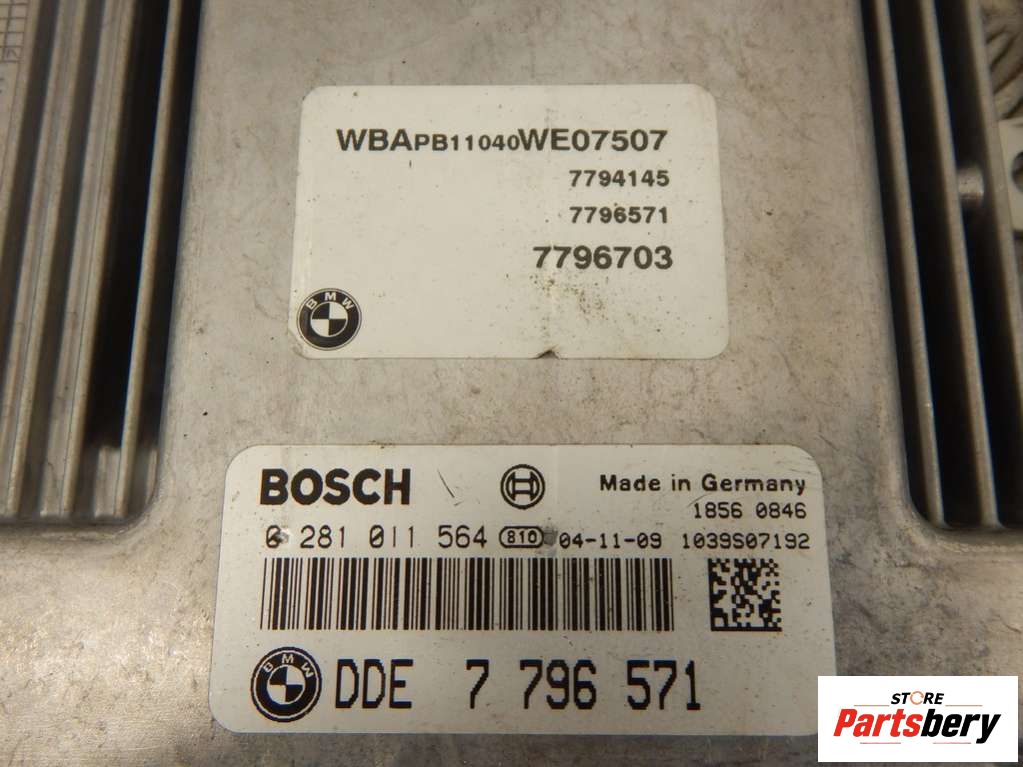 WBAPB11040WE07507
7794145
7796571
7796703
BMW
BOSCH
Made in Germany
1856 0846
0 281 011 564 810 04-11-09 1039S07192
BMW
DDE 7 796 571
STORE
Partsbery